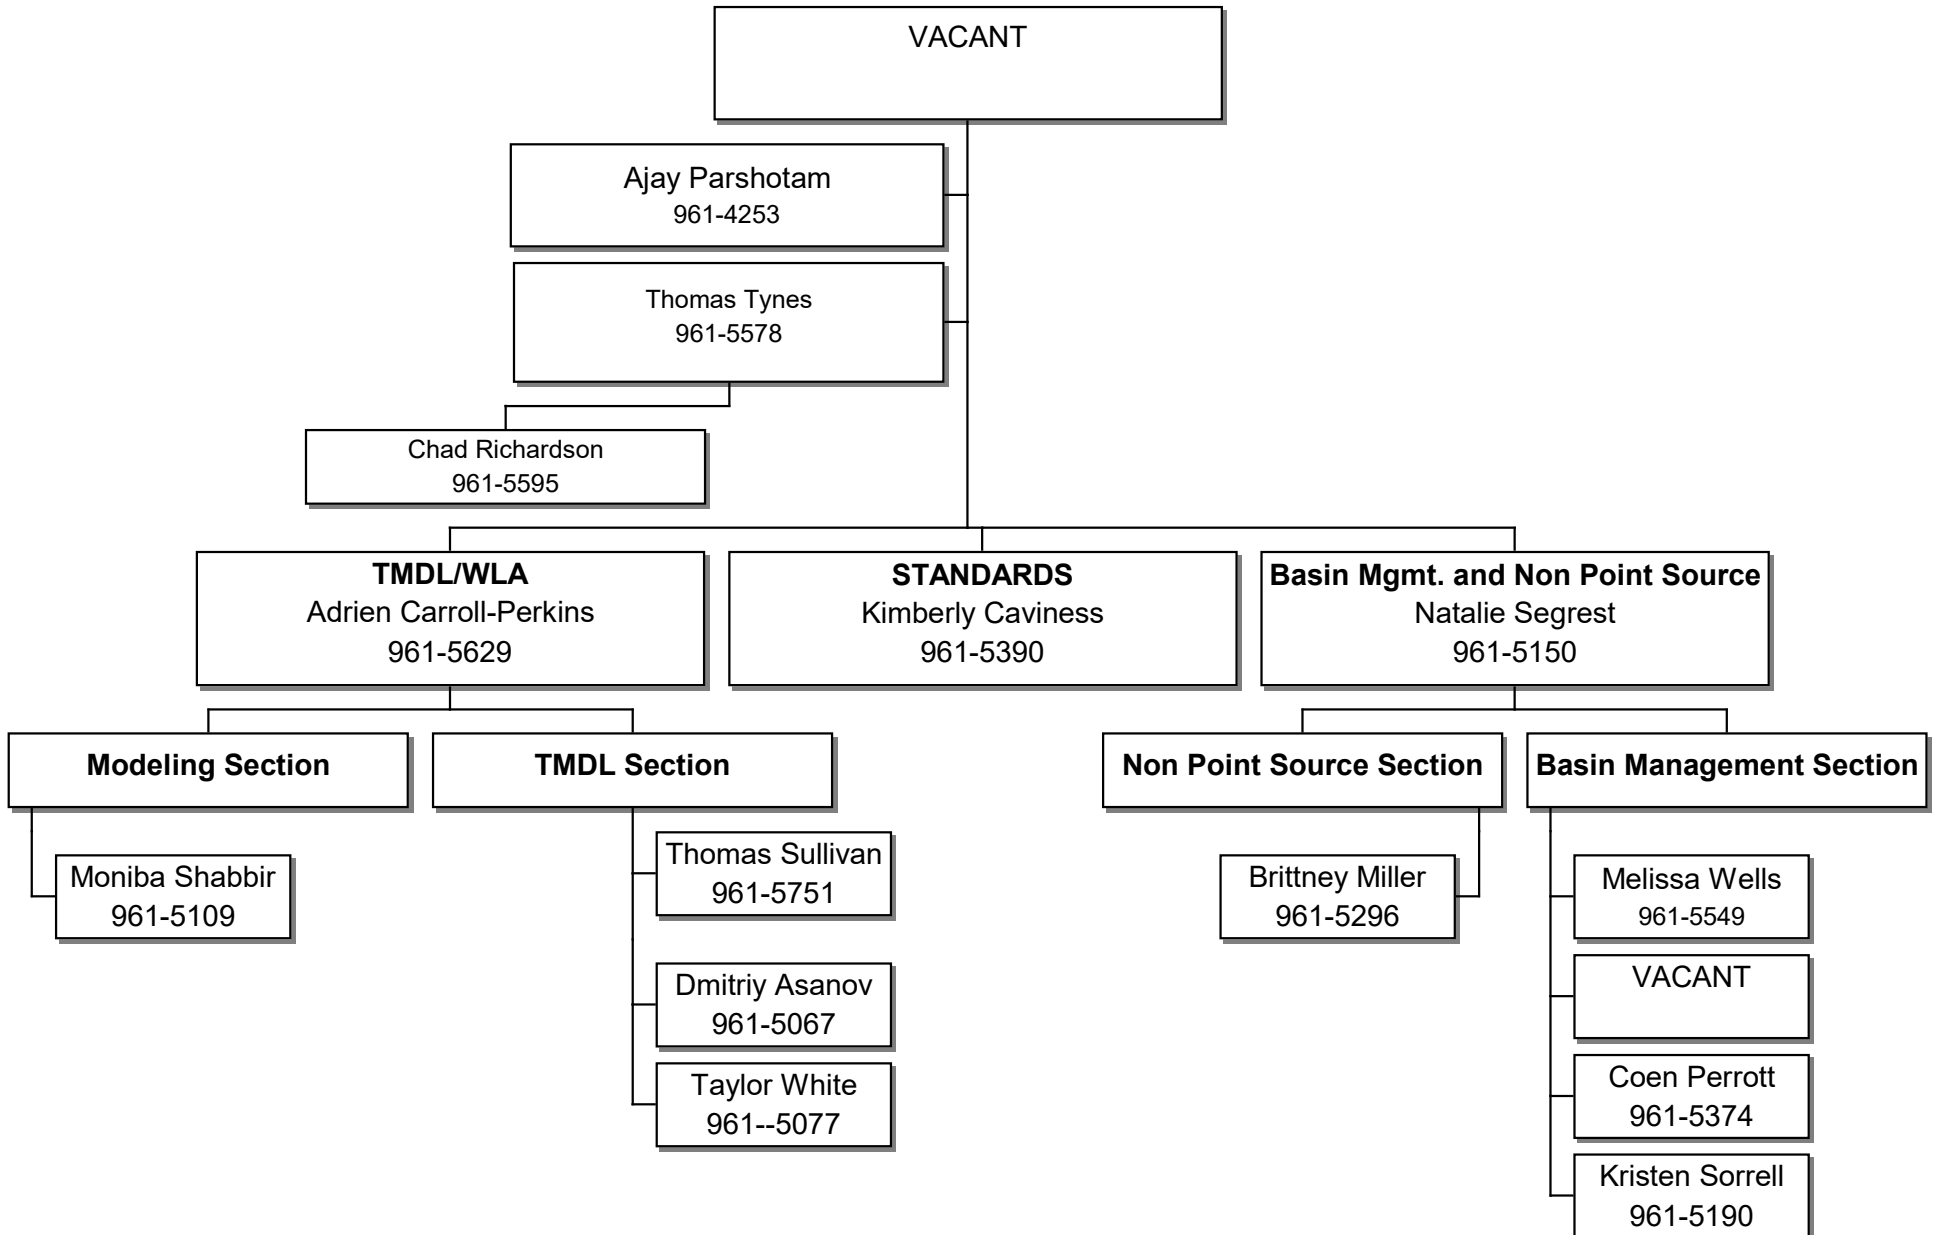 VACANT
Ajay Parshotam
961-4253
Thomas Tynes
961-5578
Chad Richardson
961-5595
TMDL/WLA
Adrien Carroll-Perkins
961-5629
STANDARDS
Kimberly Caviness
961-5390
Basin Mgmt. and Non Point Source
Natalie Segrest
961-5150
Modeling Section
Moniba Shabbir
961-5109
TMDL Section
Thomas Sullivan
961-5751
Dmitriy Asanov
961-5067
Taylor White
961--5077
Non Point Source Section
Brittney Miller
961-5296
Basin Management Section
Melissa Wells
961-5549
VACANT
Coen Perrott
961-5374
Kristen Sorrell
961-5190